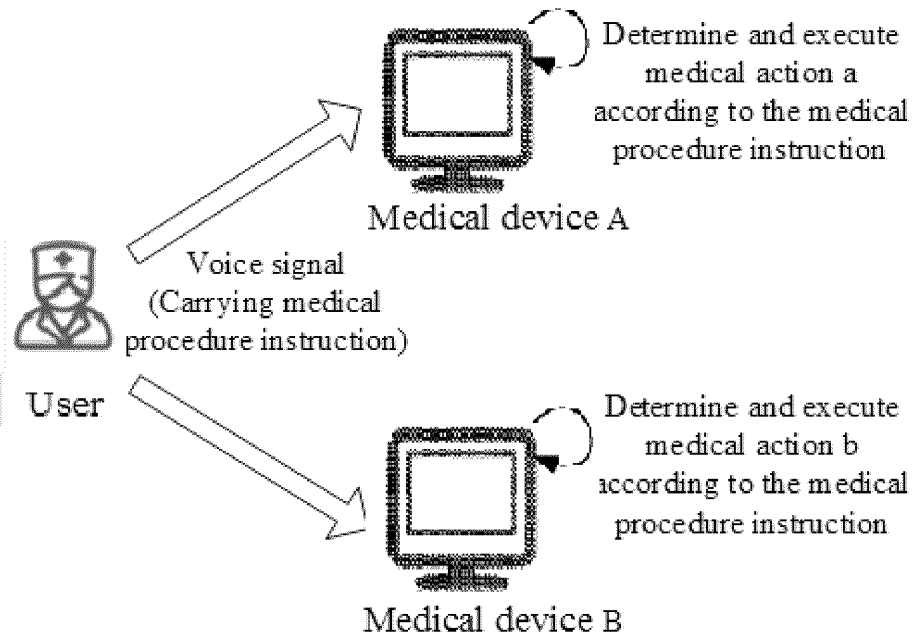 Determine and execute
medical action a
according to the medical
procedure instruction
Medical device A
Voice signal
(Carrying medical
procedure instruction)
User
Determine and execute
medical action b
according to the medical
procedure instruction
Medical device B